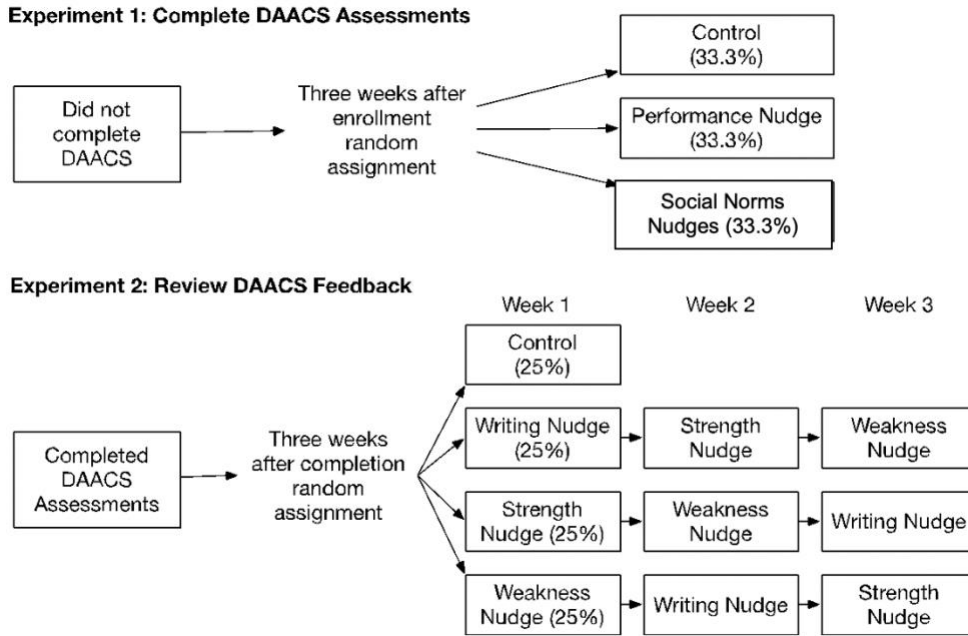 Experiment 1: Complete DAACS Assessments
Did not
complete
DAACS
Three weeks after
enrollment
random
assignment
Control
(33.3%)
Performance Nudge
(33.3%)
Social Norms
Nudges (33.3%)
Experiment 2: Review DAACS Feedback
Week 1
Week 2
Week 3
Completed
DAACS
Assessments
Three weeks
after completion
random
assignment
Control
(25%)
Writing Nudge
(25%)
Strength
Nudge
Weakness
Nudge
Strength
Nudge (25%)
Weakness
Nudge
Writing Nudge
Weakness
Nudge (25%)
Writing Nudge
Strength
Nudge